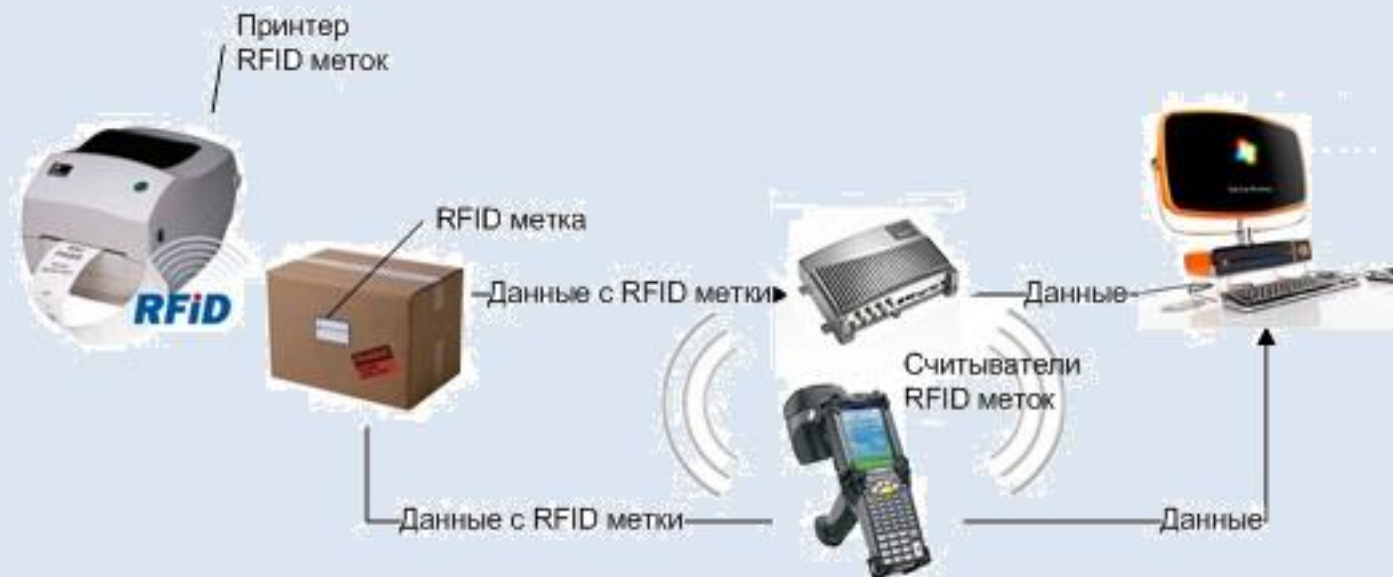 Принтер
RFID меток
RFID метка
RFiD
Данные с RFID метки
Данные
Считыватели
RFID меток
Данные с RFID метки
Данные